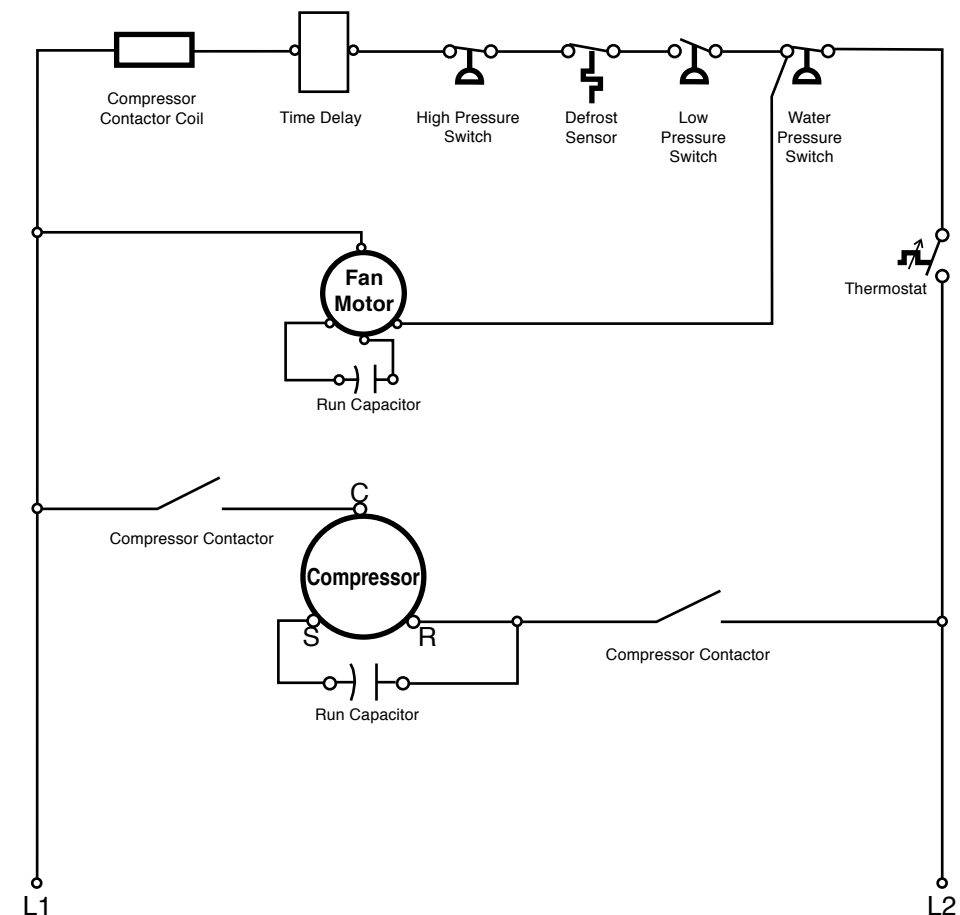 Compressor
Contactor Coil
Time Delay
High Pressure
Switch
Defrost
Sensor
Low
Pressure
Switch
Water
Pressure
Switch
Thermostat
Fan
Motor
Run Capacitor
C
Compressor Contactor
Compressor
S
R
Compressor Contactor
Run Capacitor
L1
L2